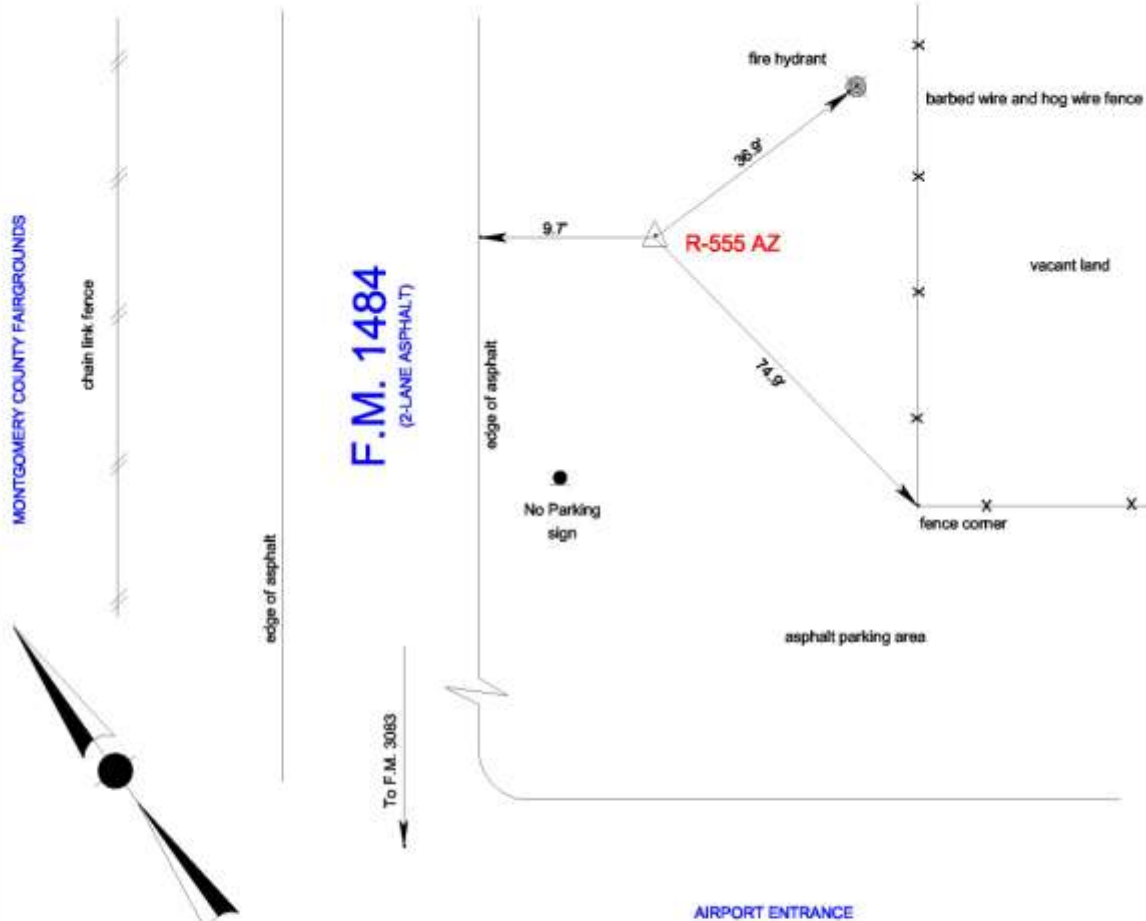 fire hydrant
barbed wire and hog wire fence
36.9'
9.7'
R-555 AZ
vacant land
MONTGOMERY COUNTY FAIRGROUNDS
chain link fence
F.M. 1484
(2-LANE ASPHALT)
edge of asphalt
74.9'
No Parking
sign
fence corner
edge of asphalt
asphalt parking area
To F.M. 3083
AIRPORT ENTRANCE